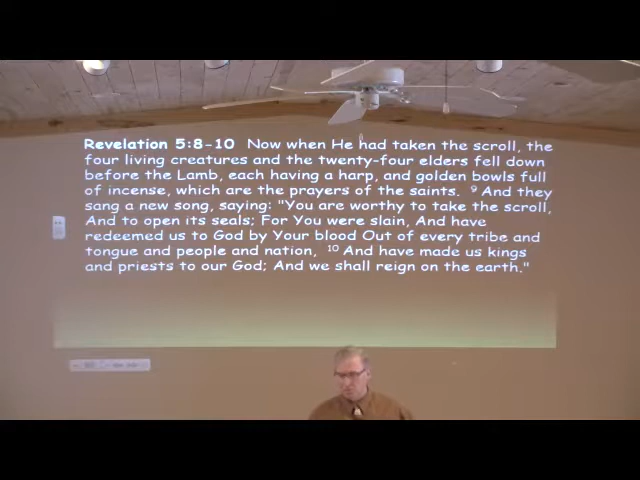 Revelation 5:8-10 Now when He had taken the scroll, the
four living creatures and the twenty-four elders fell down
before the Lamb, each having a harp, and golden bowls full
of incense, which are the prayers of the saints. 9 And they
sang a new song, saying: "You are worthy to take the scroll,
And to open its seals; For You were slain, And have
redeemed us to God by Your blood Out of every tribe and
tongue and people and nation, 10 And have made us kings
and priests to our God; And we shall reign on the earth."